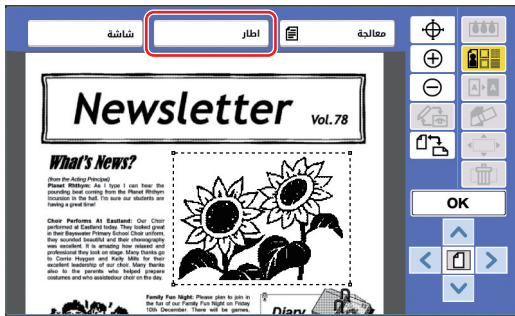 معالجة
اطار
شاشة
Newsletter Vol.78
What's News?
(from the Acting Principal)
Planet Rhthym: As I type I can hear the
pounding beat coming from the Planet Rhthym
Incursion in the hall. I'm sure our students are
having a great time!
Choir Performs At Eastland: Our Choir
performed at Eastland today. They looked great
in their Bayswater Primary School Choir uniform,
they sounded beautiful and their choreography
was excellent. It is amazing how relaxed and
professional they look on stage. Many thanks go
to Corrie Huygen and Kelly Mills for their
excellent leadership of our choir. Many thanks
also to the parents who helped prepare
costumes and who assistedour choir on the day.
Family Fun Night: Please plan to join in
the fun of our Family Fun Night on Friday
10th December. There will be games,
Diary
A A
OK